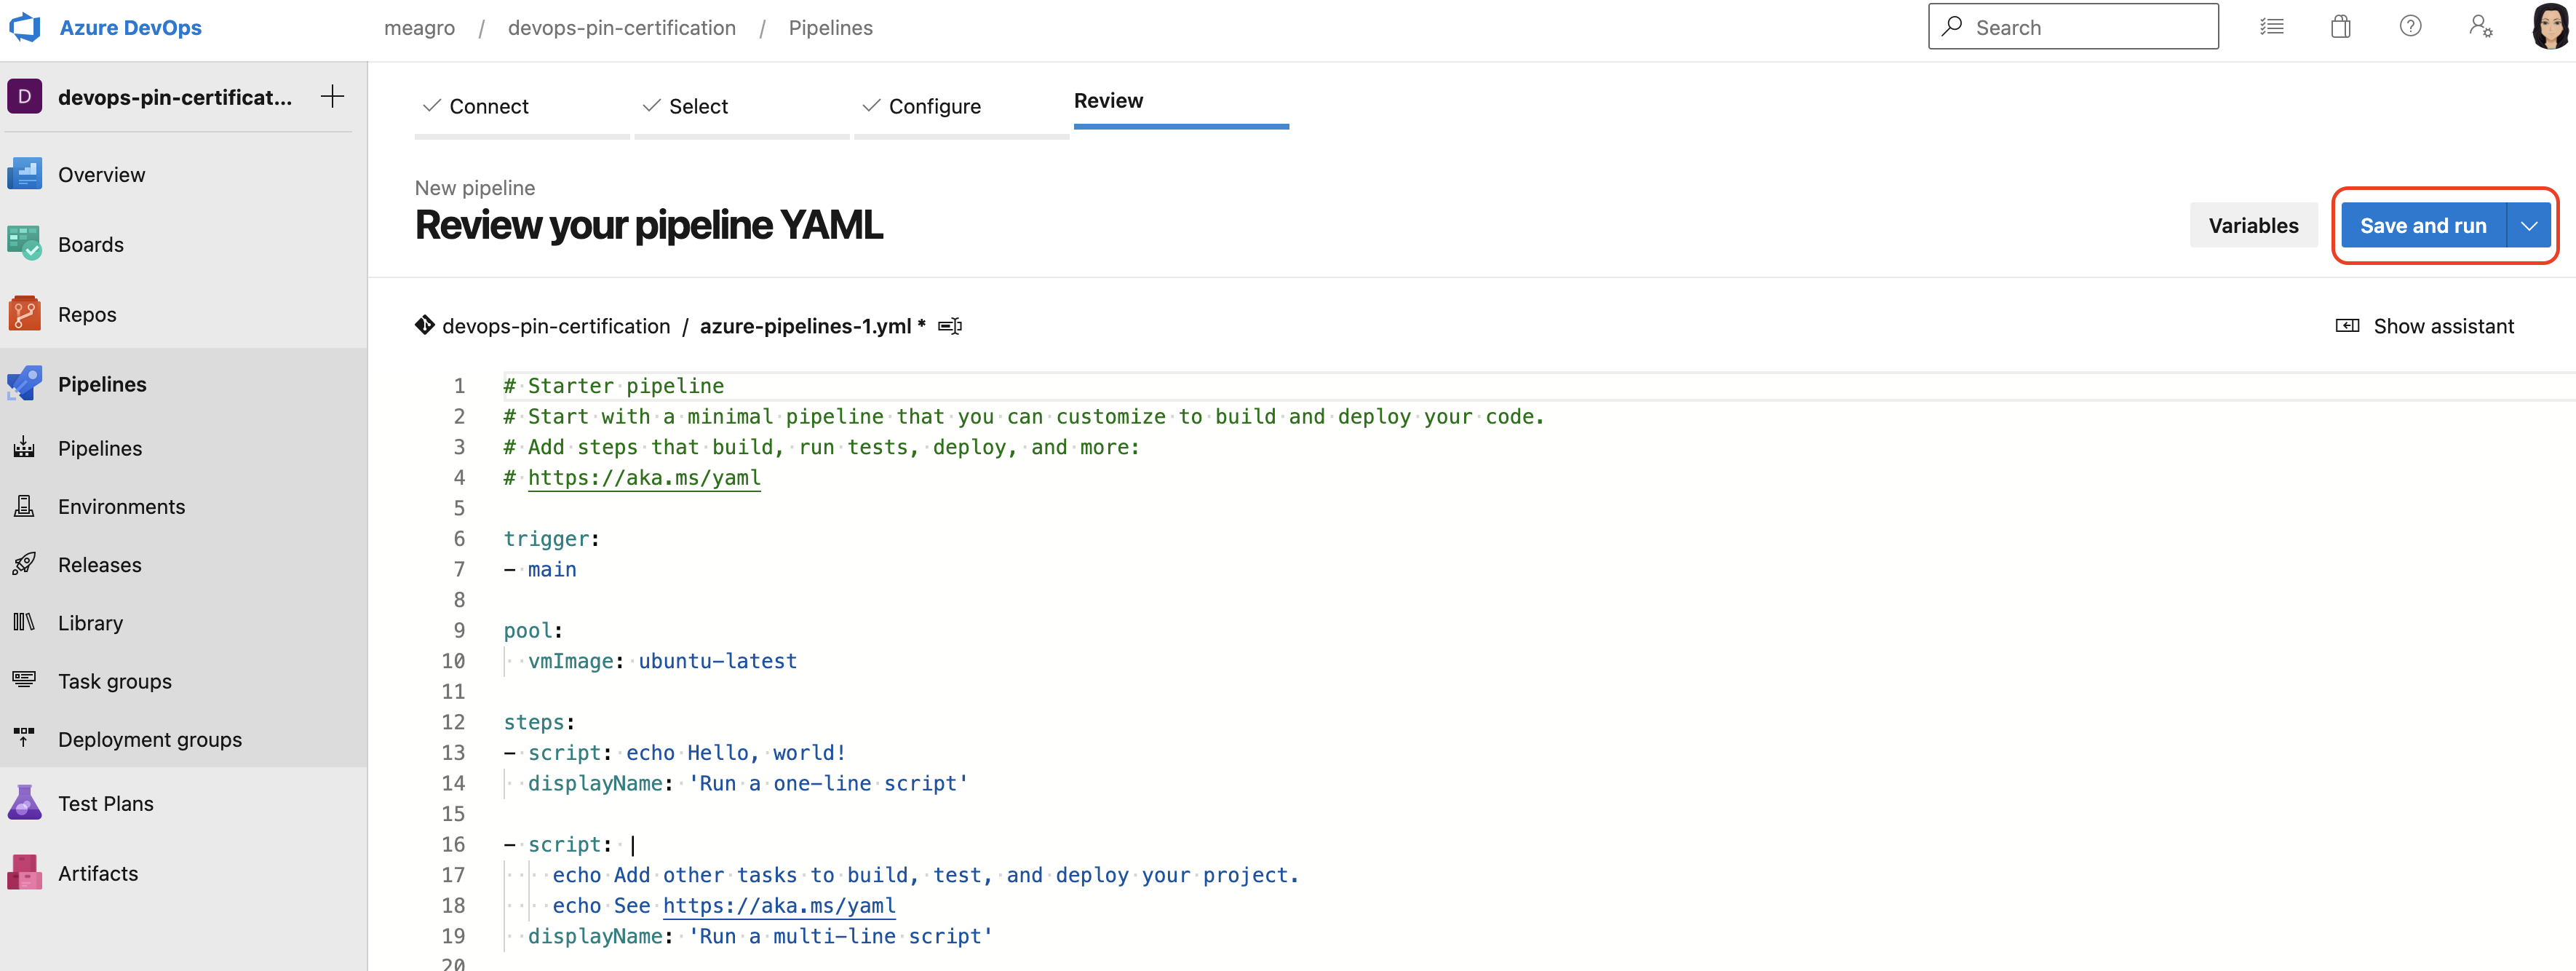 Azure DevOps
meagro / devops-pin-certification / Pipelines
Search
D devops-pin-certificat...
Overview
Boards
Repos
Pipelines
Pipelines
Environments
Releases
Library
Task groups
Deployment groups
Test Plans
Artifacts
Connect
Select
Configure
Review
New pipeline
Review your pipeline YAML
Variables
Save and run
devops-pin-certification / azure-pipelines-1.yml *
Show assistant
1 # Starter pipeline
2 # Start with a minimal pipeline that you can customize to build and deploy your code.
3 # Add steps that build, run tests, deploy, and more:
4 # https://aka.ms/yaml
5
6 trigger:
7 - main
8
9 pool:
10   vmImage: ubuntu-latest
11
12 steps:
13 - script: echo Hello, world!
14   displayName: 'Run a one-line script'
15
16 - script: |
17     echo Add other tasks to build, test, and deploy your project.
18     echo See https://aka.ms/yaml
19   displayName: 'Run a multi-line script'
20